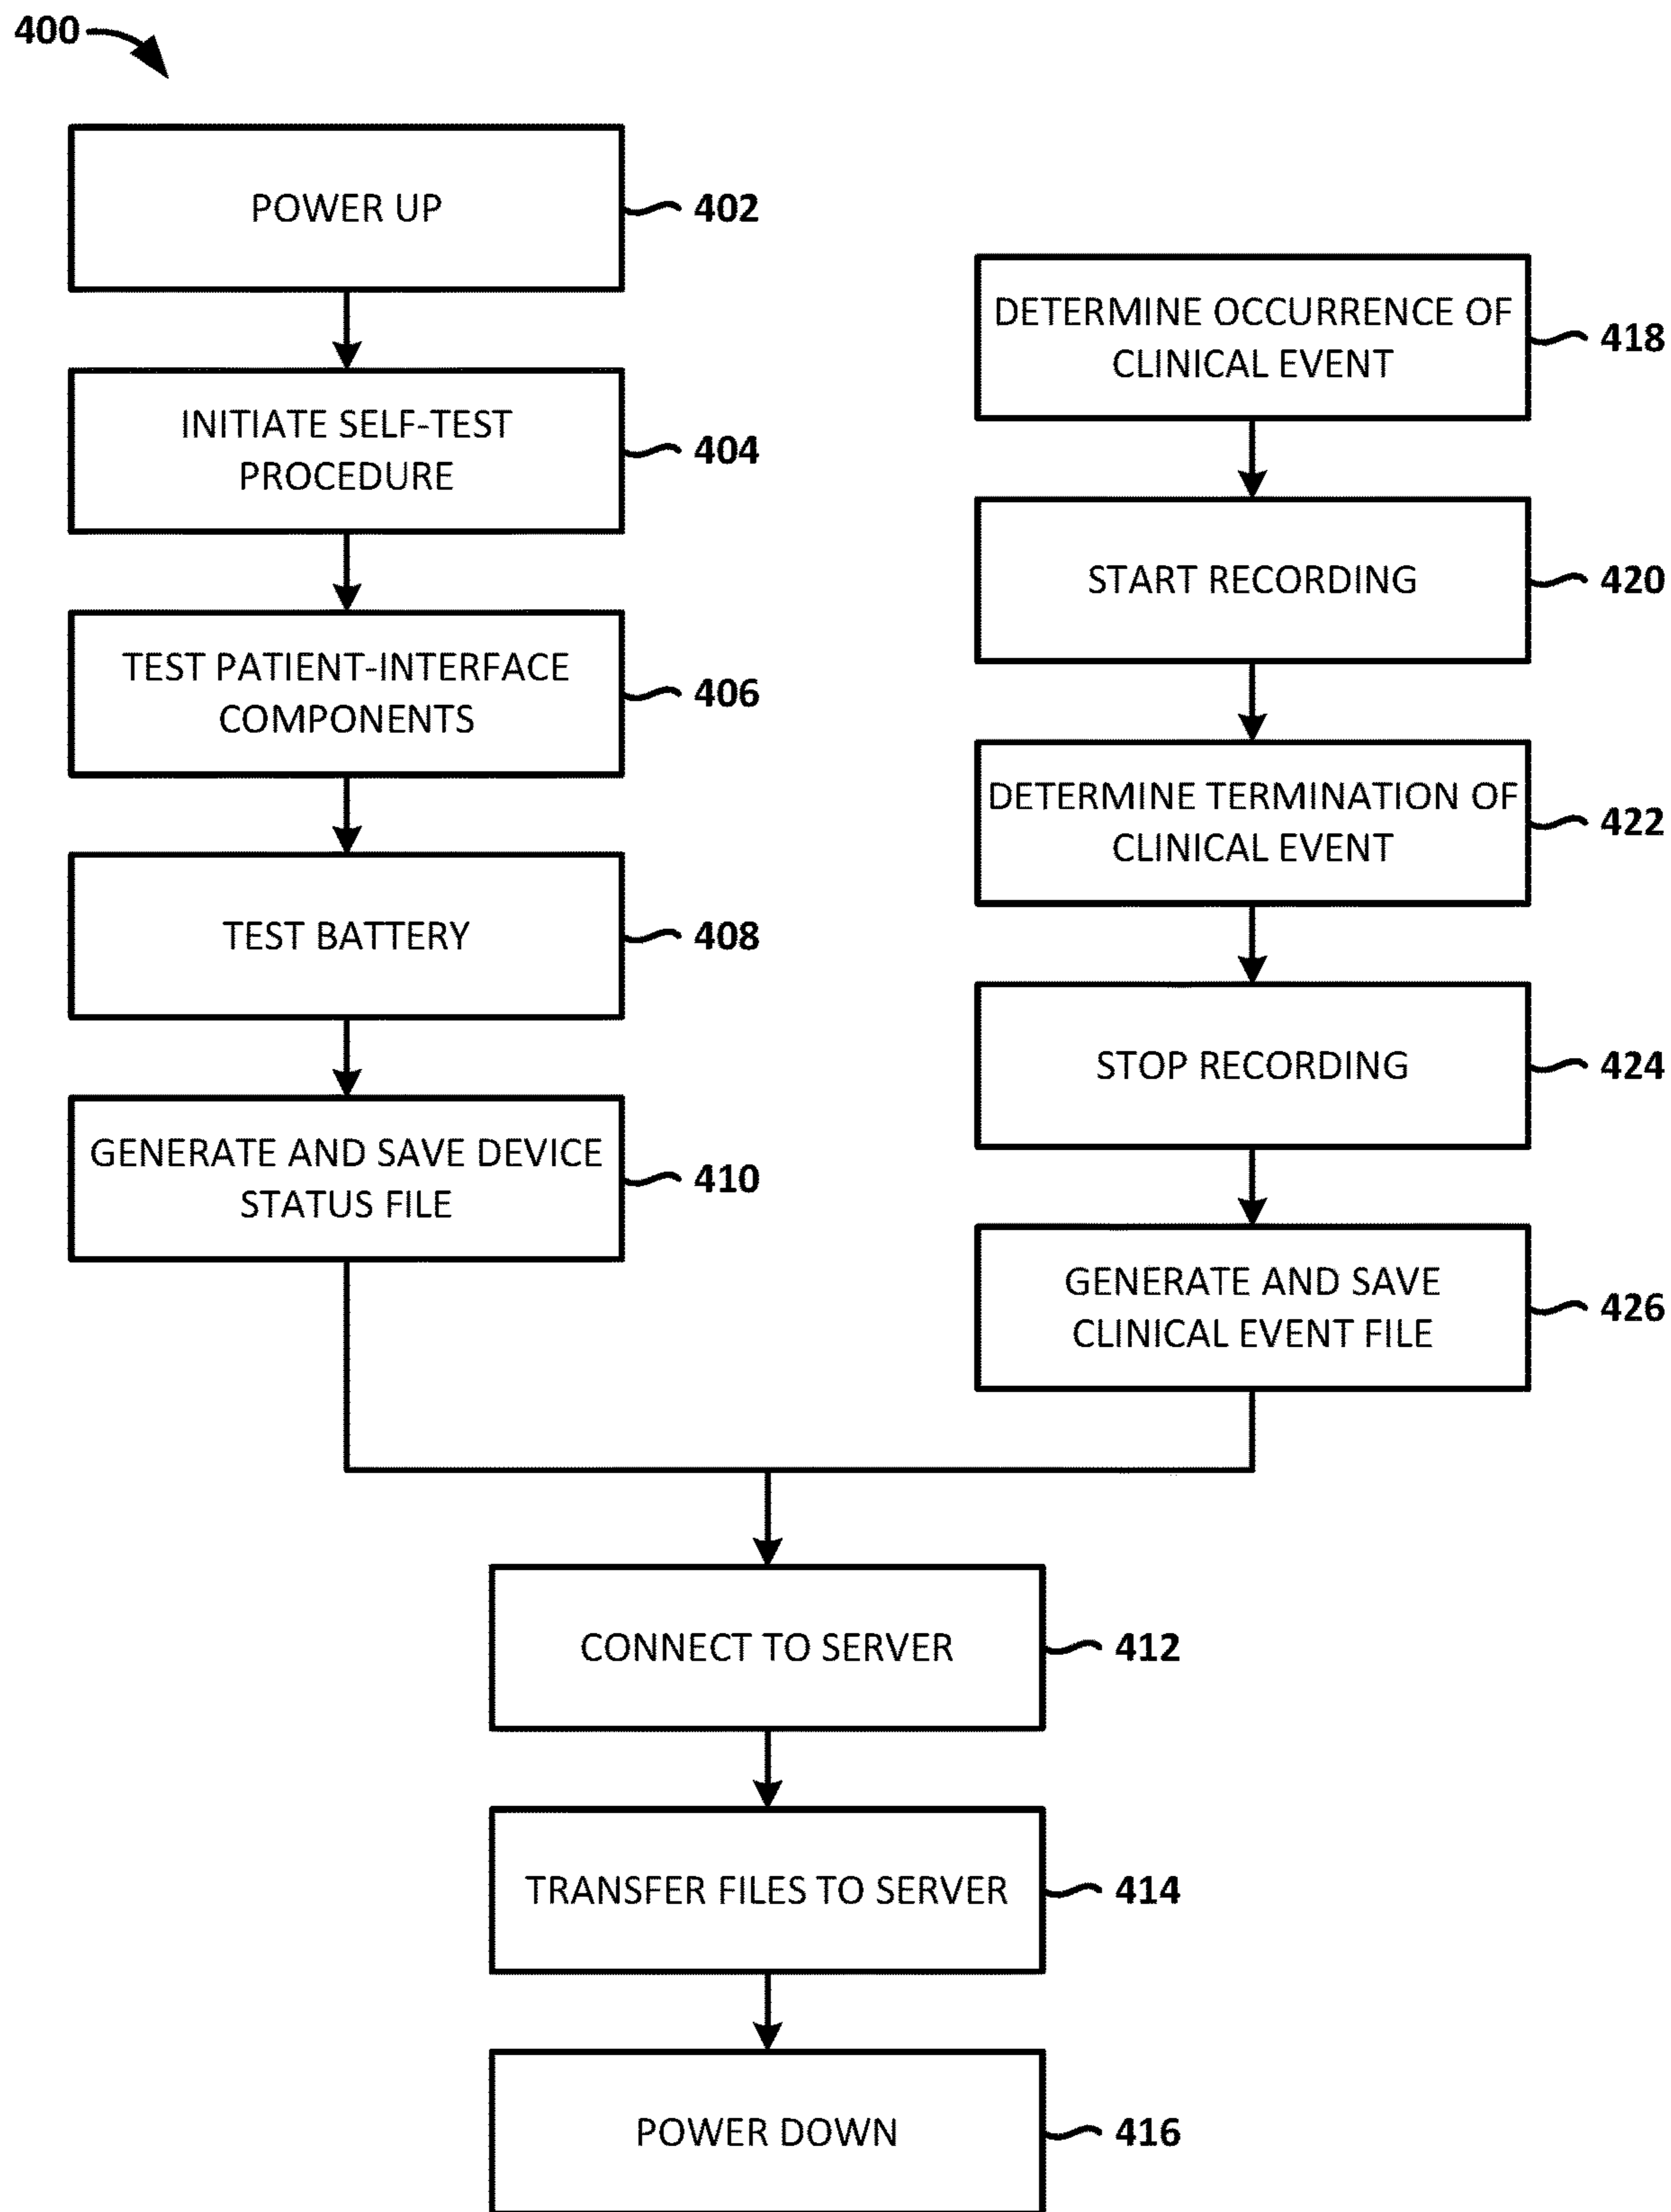 400
POWER UP
402
INITIATE SELF-TEST
PROCEDURE
404
TEST PATIENT-INTERFACE
COMPONENTS
406
TEST BATTERY
408
GENERATE AND SAVE DEVICE
STATUS FILE
410
DETERMINE OCCURRENCE OF
CLINICAL EVENT
418
START RECORDING
420
DETERMINE TERMINATION OF
CLINICAL EVENT
422
STOP RECORDING
424
GENERATE AND SAVE
CLINICAL EVENT FILE
426
CONNECT TO SERVER
412
TRANSFER FILES TO SERVER
414
POWER DOWN
416